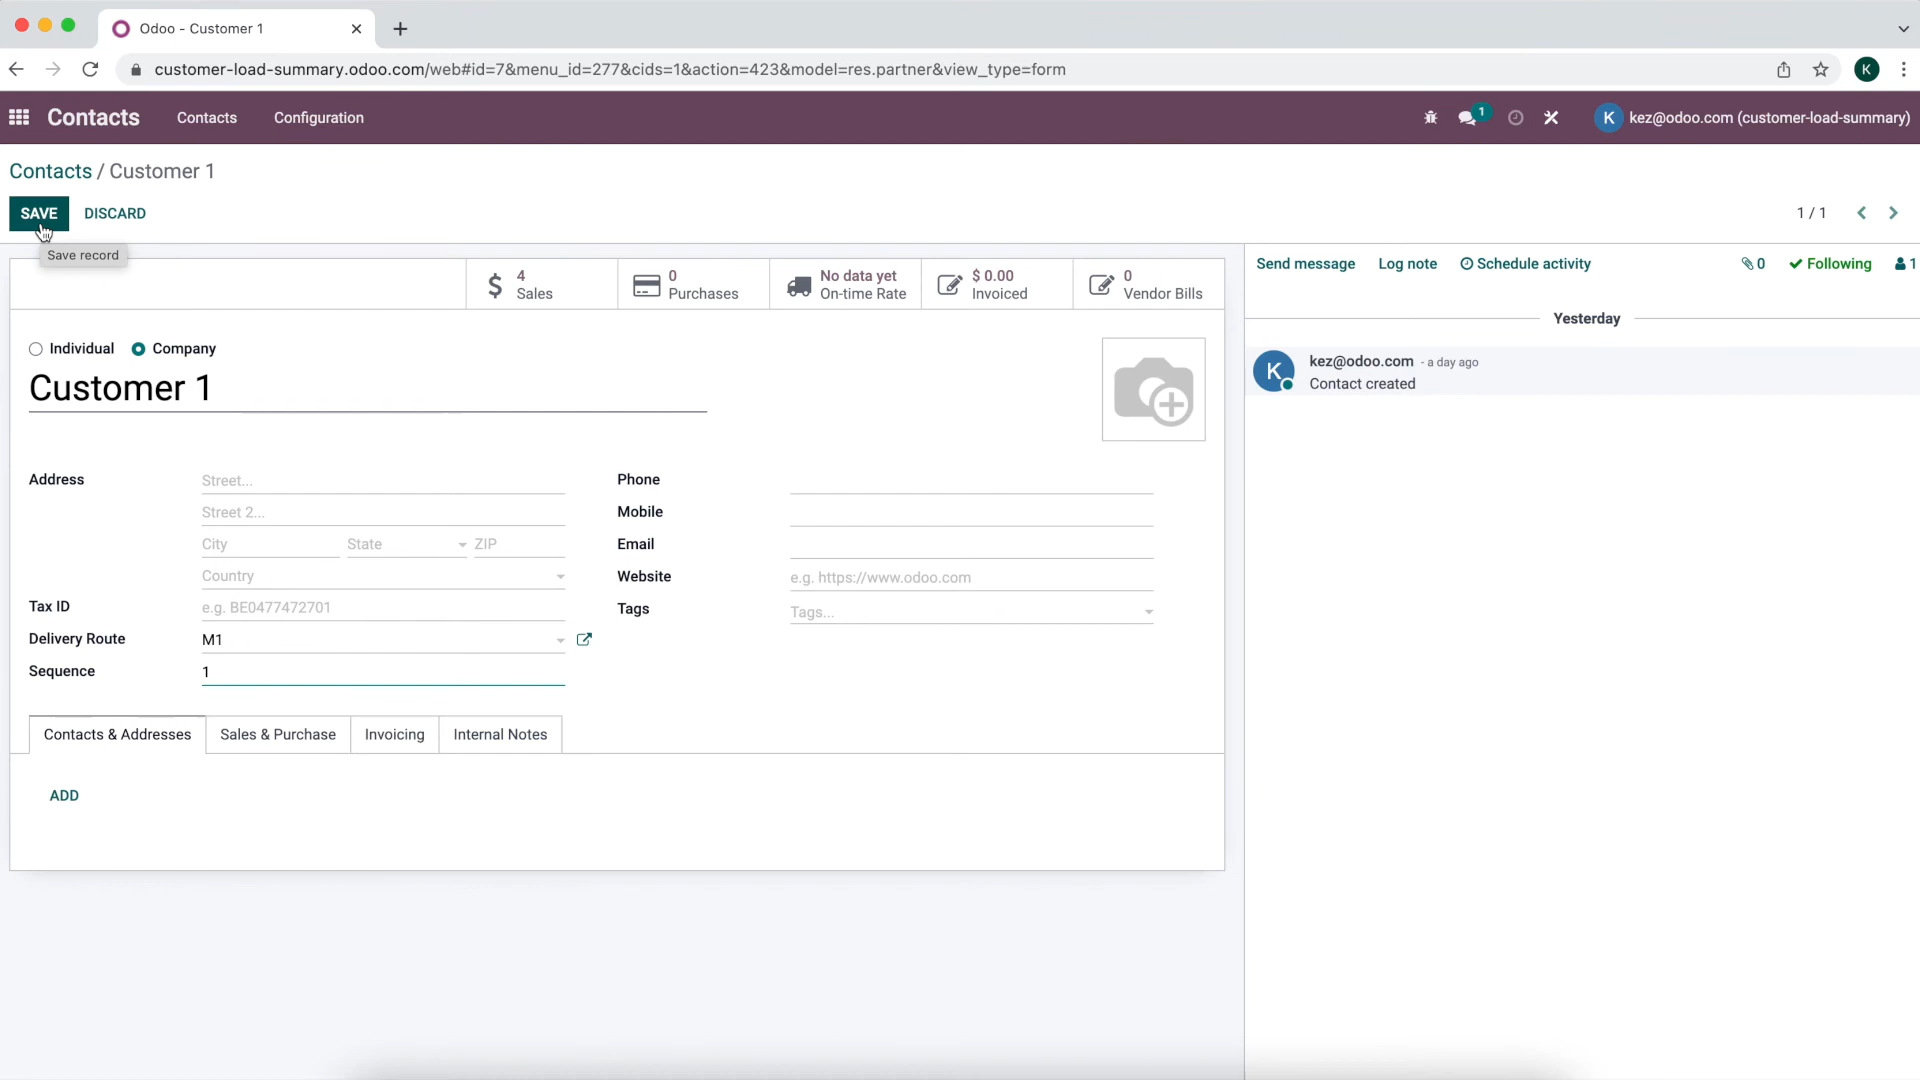 Odoo - Customer 1
customer-load-summary.odoo.com/web#id=7&menu_id=277&cids=1&action=423&model=res.partner&view_type=form
K
Contacts Contacts Configuration 1 K kez@odoo.com (customer-load-summary)
Contacts / Customer 1
SAVE DISCARD 1 / 1
Save record
4 Sales
0 Purchases
No data yet On-time Rate
$ 0.00 Invoiced
0 Vendor Bills
Send message Log note Schedule activity 0 Following 1
Yesterday
K kez@odoo.com - a day ago
Contact created
Individual Company
Customer 1
Address Street...
Street 2...
City State ZIP
Country
Tax ID e.g. BE0477472701
Delivery Route M1
Sequence 1
Phone
Mobile
Email
Website e.g. https://www.odoo.com
Tags Tags...
Contacts & Addresses Sales & Purchase Invoicing Internal Notes
ADD